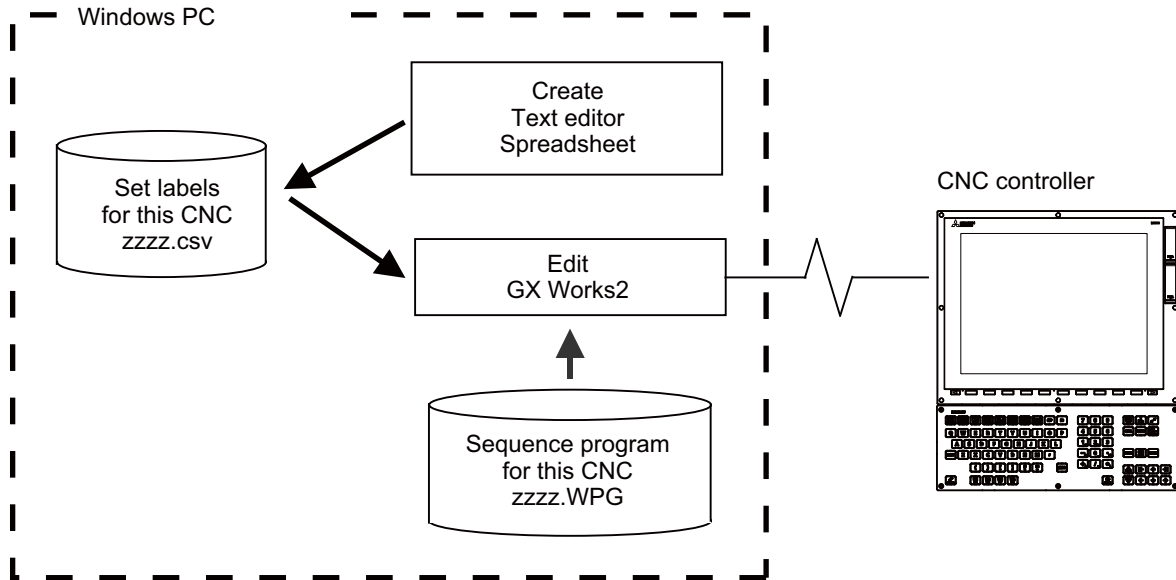 Windows PC
Create
Text editor
Spreadsheet
Set labels
for this CNC
zzzz.csv
CNC controller
Edit
GX Works2
Sequence program
for this CNC
zzzz.WPG